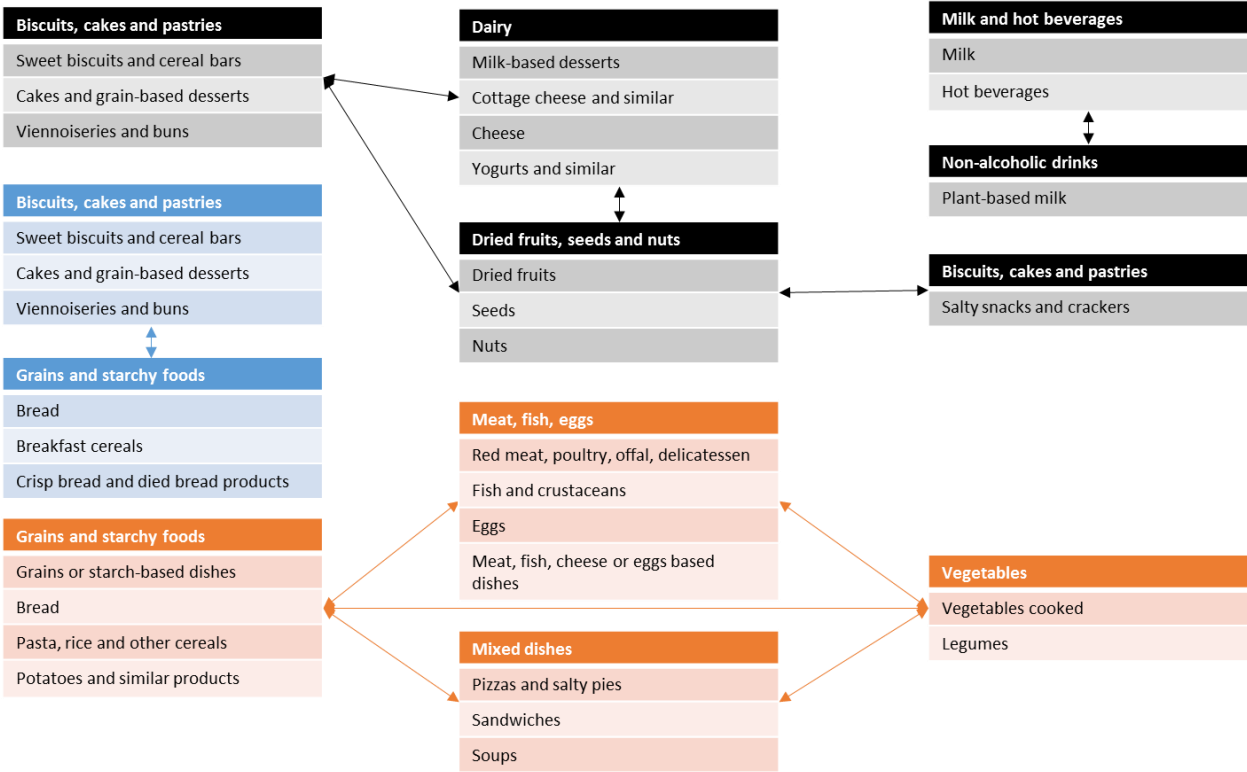 Biscuits, cakes and pastries
Sweet biscuits and cereal bars
Cakes and grain-based desserts
Viennoiseries and buns
Biscuits, cakes and pastries
Sweet biscuits and cereal bars
Cakes and grain-based desserts
Viennoiseries and buns
Grains and starchy foods
Bread
Breakfast cereals
Crisp bread and died bread products
Grains and starchy foods
Grains or starch-based dishes
Bread
Pasta, rice and other cereals
Potatoes and similar products
Dairy
Milk-based desserts
Cottage cheese and similar
Cheese
Yogurts and similar
Dried fruits, seeds and nuts
Dried fruits
Seeds
Nuts
Meat, fish, eggs
Red meat, poultry, offal, delicatessen
Fish and crustaceans
Eggs
Meat, fish, cheese or eggs based
dishes
Mixed dishes
Pizzas and salty pies
Sandwiches
Soups
Milk and hot beverages
Milk
Hot beverages
Non-alcoholic drinks
Plant-based milk
Biscuits, cakes and pastries
Salty snacks and crackers
Vegetables
Vegetables cooked
Legumes